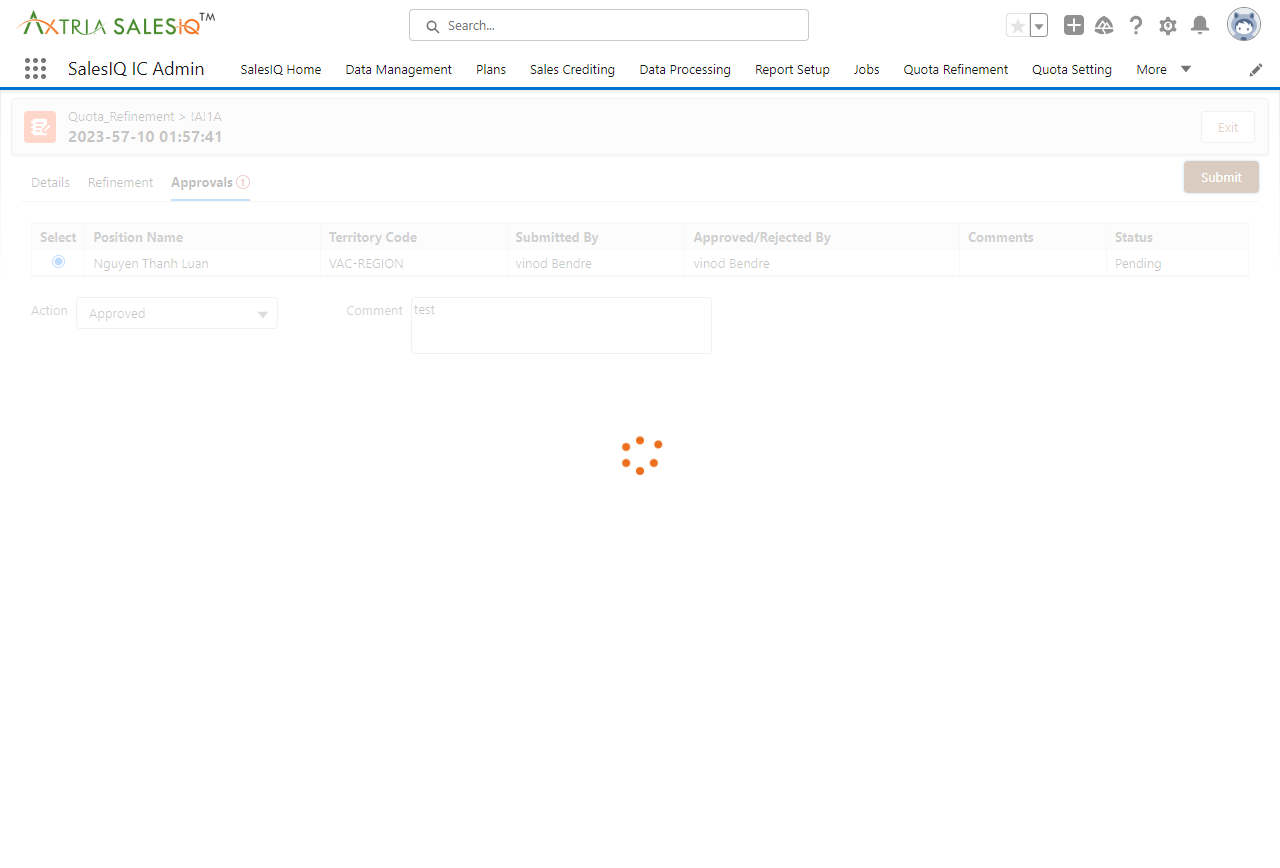 AXTRIA SALESIQ™
Search...
SalesIQ IC Admin
SalesIQ Home
Data Management
Plans
Sales Crediting
Data Processing
Report Setup
Jobs
Quota Refinement
Quota Setting
More
Quota_Refinement > !A!1A
2023-57-10 01:57:41
Exit
Details
Refinement
Approvals 1
Submit
Select Position Name Territory Code Submitted By Approved/Rejected By Comments Status
Nguyen Thanh Luan VAC-REGION vinod Bendre vinod Bendre Pending
Action Approved Comment test